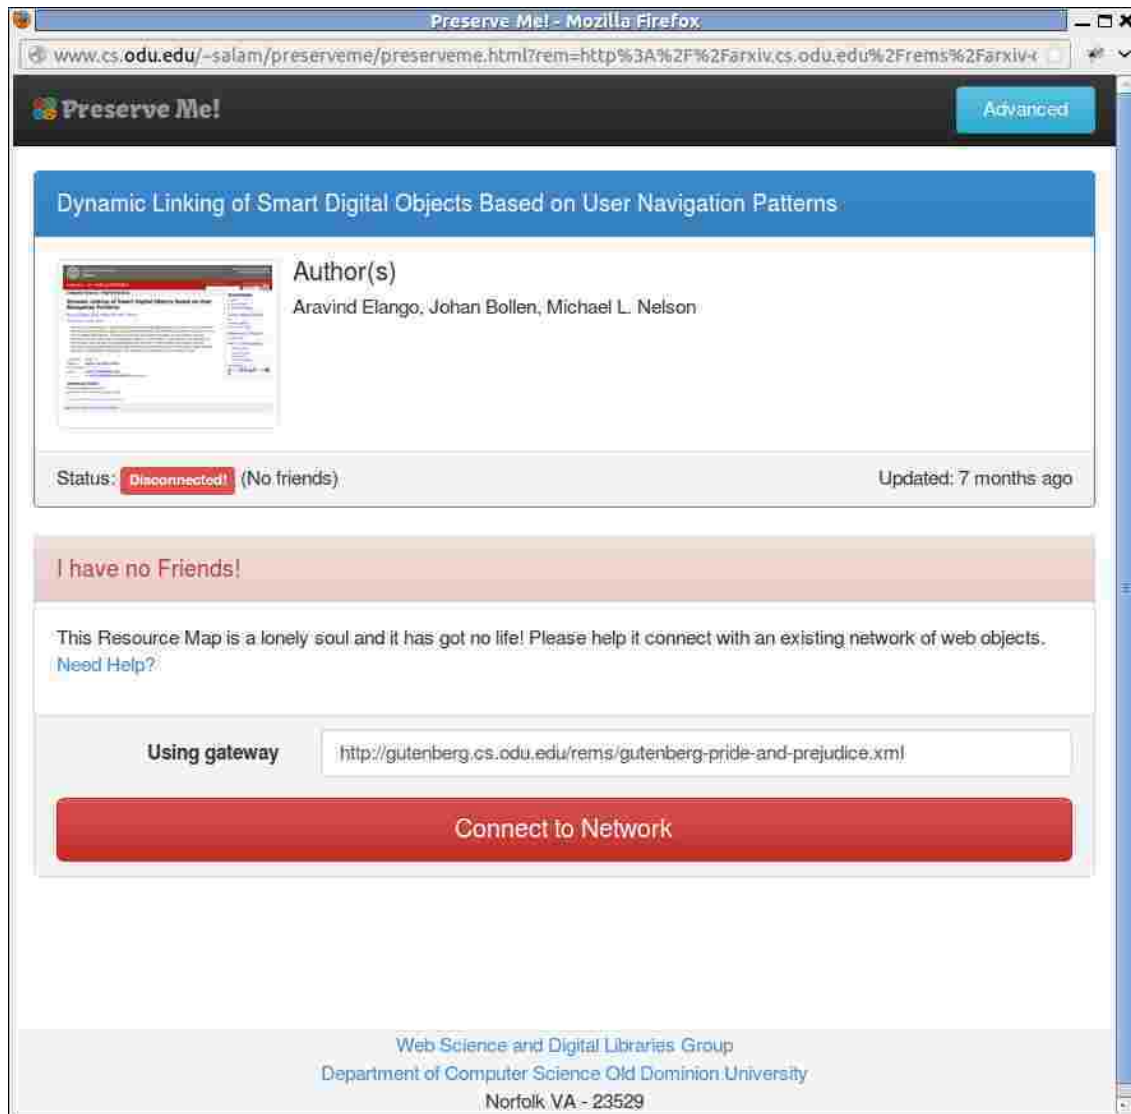 Preserve Me! - Mozilla Firefox
www.cs.odu.edu/~salam/preserveme/preserveme.html?rem=http%3A%2F%2Farxiv.cs.odu.edu%2Frems%2Farxiv-
Preserve Me!
Advanced
Dynamic Linking of Smart Digital Objects Based on User Navigation Patterns
Author(s)
Aravind Elango, Johan Bollen, Michael L. Nelson
Status: Disconnected! (No friends)
Updated: 7 months ago
I have no Friends!
This Resource Map is a lonely soul and it has got no life! Please help it connect with an existing network of web objects.
Need Help?
Using gateway
http://gutenberg.cs.odu.edu/rems/gutenberg-pride-and-prejudice.xml
Connect to Network
Web Science and Digital Libraries Group
Department of Computer Science Old Dominion University
Norfolk VA - 23529